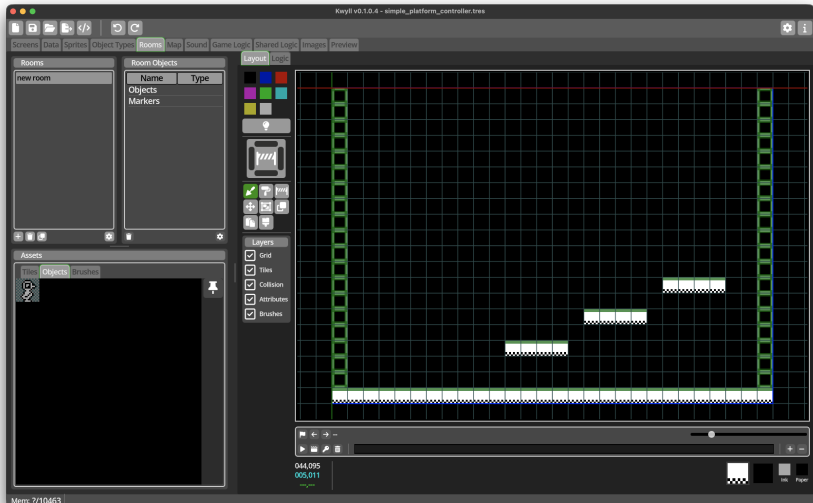 Kwyll v0.1.0.4 - simple_platform_controller.tres
Screens Data Sprites Object Types Rooms Map Sound Game Logic Shared Logic Images Preview
Rooms
new room
Room Objects
Name Type
Objects
Markers
Layout Logic
Layers
Grid
Tiles
Collision
Attributes
Brushes
Assets
Tiles Objects Brushes
044,095
005,011
---,---
Ink Paper
Mem: 7/10463